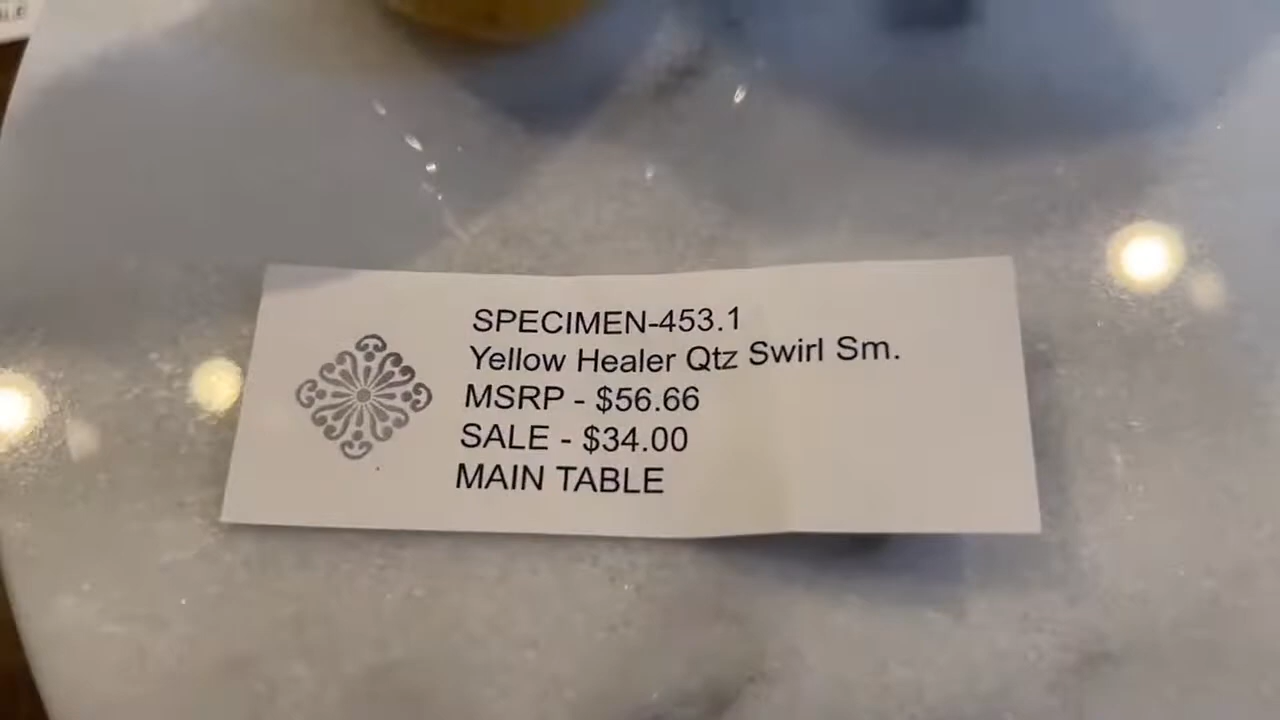 SPECIMEN-453.1
Yellow Healer Qtz Swirl Sm.
MSRP - $56.66
SALE - $34.00
MAIN TABLE